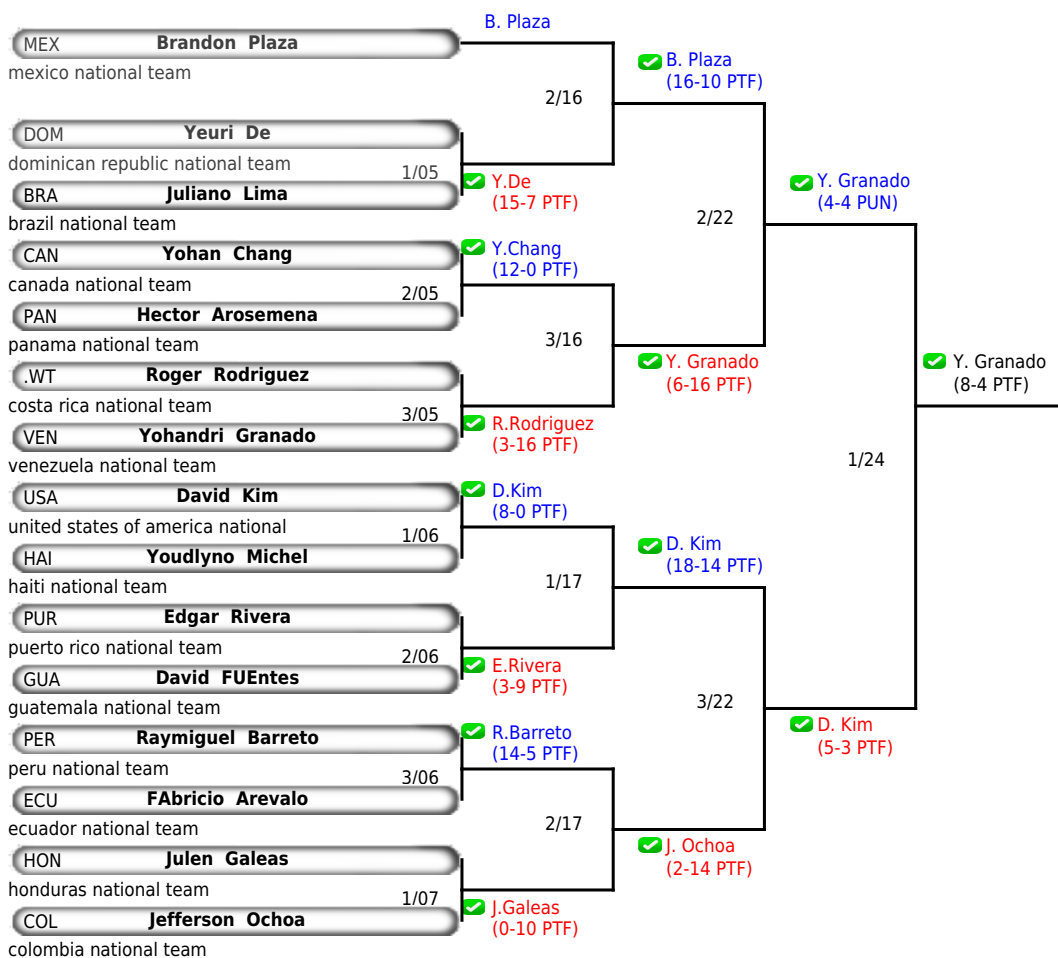 B. Plaza
MEX Brandon Plaza
mexico national team
B. Plaza
(16-10 PTF)
2/16
DOM Yeuri De
dominican republic national team
1/05
Y.De
(15-7 PTF)
BRA Juliano Lima
brazil national team
Y. Granado
(4-4 PUN)
2/22
CAN Yohan Chang
canada national team
Y.Chang
(12-0 PTF)
2/05
PAN Hector Arosemena
panama national team
3/16
Y. Granado
(6-16 PTF)
.WT Roger Rodriguez
costa rica national team
3/05
R.Rodriguez
(3-16 PTF)
VEN Yohandri Granado
venezuela national team
Y. Granado
(8-4 PTF)
1/24
USA David Kim
united states of america national
D.Kim
(8-0 PTF)
1/06
HAI Youdlyno Michel
haiti national team
D. Kim
(18-14 PTF)
1/17
PUR Edgar Rivera
puerto rico national team
2/06
E.Rivera
(3-9 PTF)
GUA David FUEntes
guatemala national team
3/22
D. Kim
(5-3 PTF)
PER Raymiguel Barreto
peru national team
R.Barreto
(14-5 PTF)
3/06
ECU FAbricio Arevalo
ecuador national team
2/17
J. Ochoa
(2-14 PTF)
HON Julen Galeas
honduras national team
1/07
J.Galeas
(0-10 PTF)
COL Jefferson Ochoa
colombia national team